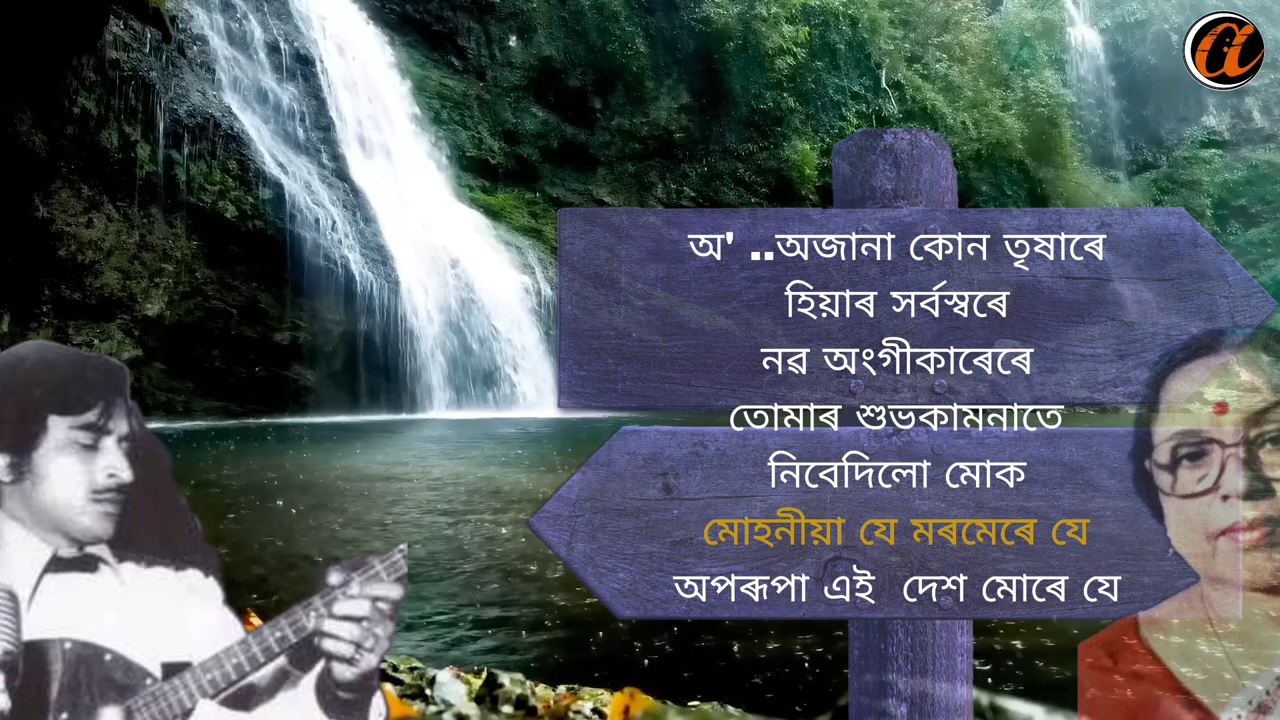 অ' ..অজানা কোন তৃষাৰে
হিয়াৰ সৰ্বস্বৰে
নৱ অংগীকাৰেৰে
তোমাৰ শুভকামনাতে
নিবেদিলো মোক
মোহনীয়া যে মৰমেৰে যে
অপৰূপা এই  দেশ মোৰে যে